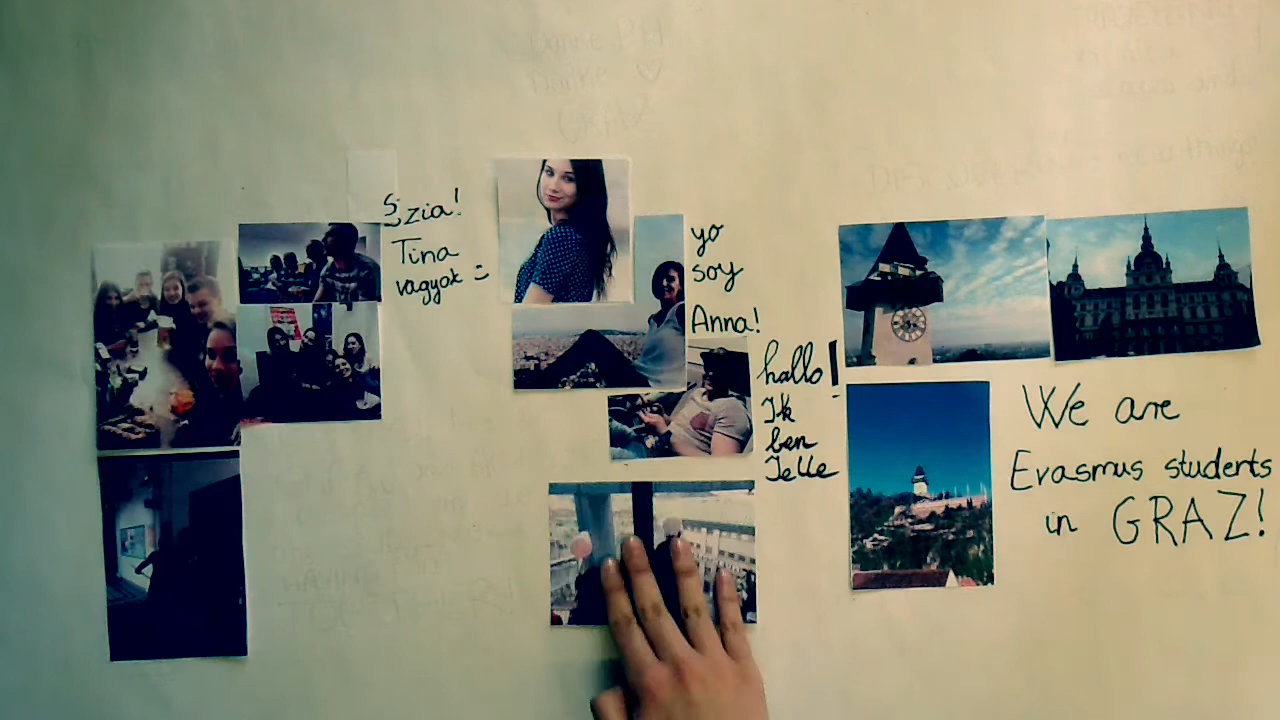 Szia!
Tina
vagyok :)
yo
soy
Anna!
hallo!
Ik
ben
Jelle
We are
Erasmus students
in GRAZ!